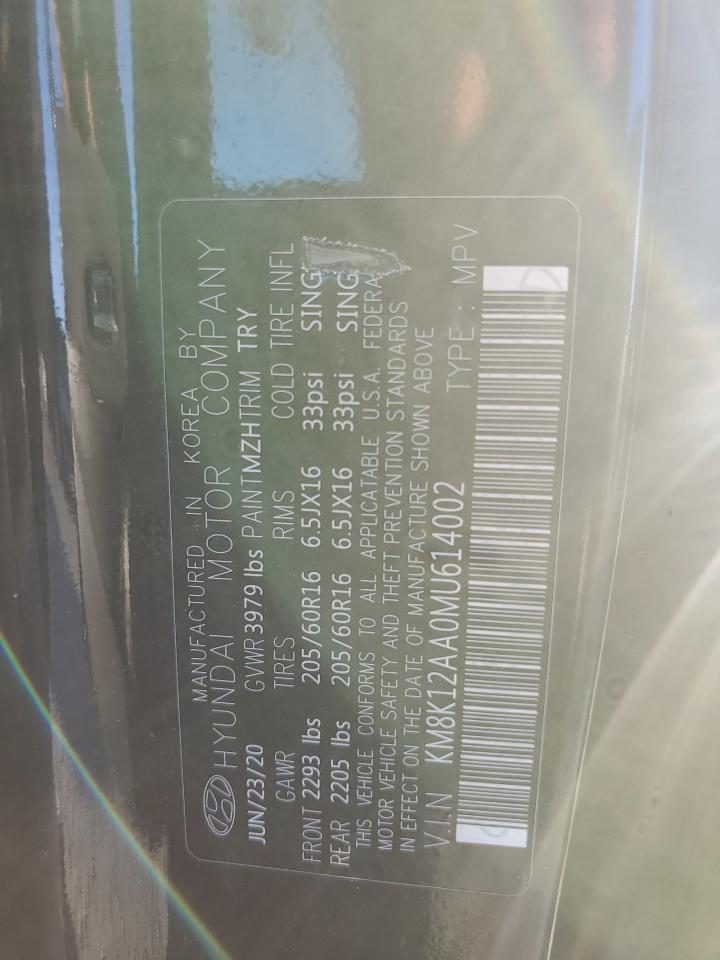 MANUFACTURED IN KOREA BY
HYUNDAI MOTOR COMPANY
JUN/23/20 GVWR 3979 lbs PAINT MZH TRIM TRY
GAWR TIRES RIMS COLD TIRE INFL
FRONT 2293 lbs 205/60R16 6.5JX16 33psi SING
REAR 2205 lbs 205/60R16 6.5JX16 33psi SING
THIS VEHICLE CONFORMS TO ALL APPLICATABLE U.S.A. FEDERA
MOTOR VEHICLE SAFETY AND THEFT PREVENTION STANDARDS
IN EFFECT ON THE DATE OF MANUFACTURE SHOWN ABOVE
V.I.N KM8K12AA0MU614002 TYPE : MPV